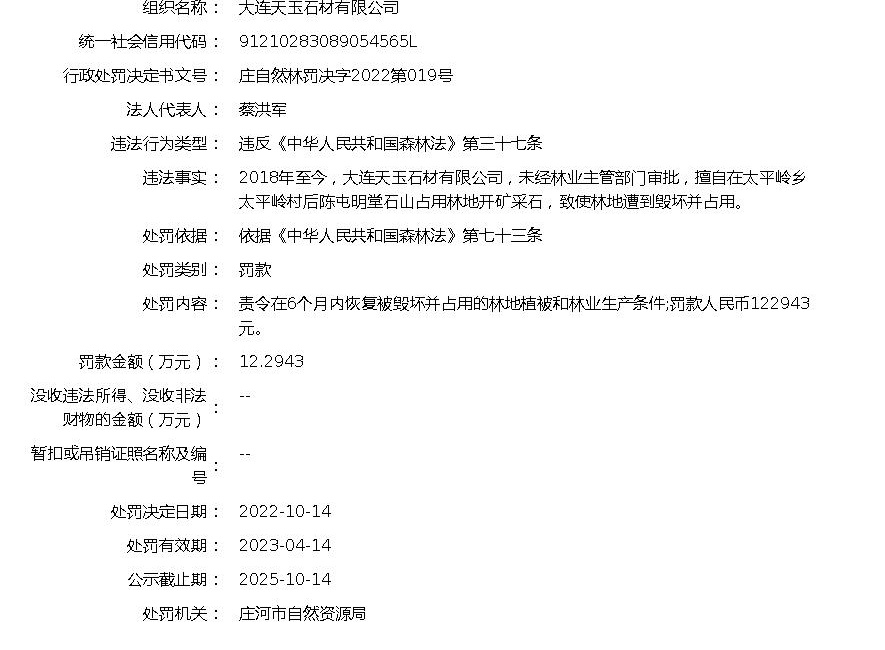 组织名称： 大连天玉石材有限公司
统一社会信用代码： 91210283089054565L
行政处罚决定书文号： 庄自然林罚决字2022第019号
法人代表人： 蔡洪军
违法行为类型： 违反《中华人民共和国森林法》第三十七条
违法事实： 2018年至今，大连天玉石材有限公司，未经林业主管部门审批，擅自在太平岭乡
太平岭村后陈屯明堂石山占用林地开矿采石，致使林地遭到毁坏并占用。
处罚依据： 依据《中华人民共和国森林法》第七十三条
处罚类别： 罚款
处罚内容： 责令在6个月内恢复被毁坏并占用的林地植被和林业生产条件;罚款人民币122943
元。
罚款金额（万元）： 12.2943
没收违法所得、没收非法
财物的金额（万元）： --
暂扣或吊销证照名称及编
号： --
处罚决定日期： 2022-10-14
处罚有效期： 2023-04-14
公示截止期： 2025-10-14
处罚机关： 庄河市自然资源局